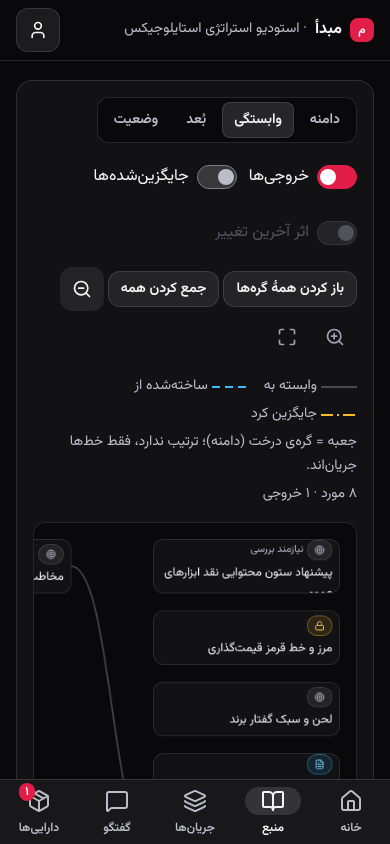 م مبدأ · استودیو استراتژی استایلوجیکس
دامنه وابستگی بُعد وضعیت
خروجی‌ها جایگزین‌شده‌ها
اثر آخرین تغییر
باز کردن همهٔ گره‌ها جمع کردن همه
وابسته به ساخته‌شده از
جایگزین کرد
جعبه = گره‌ی درخت (دامنه)؛ ترتیب ندارد، فقط خط‌ها
جریان‌اند.
۸ مورد · ۱ خروجی
نیازمند بررسی
پیشنهاد ستون محتوایی نقد ابزارهای
مرز و خط قرمز قیمت‌گذاری
لحن و سبک گفتار برند
خانه منبع جریان‌ها گفتگو دارایی‌ها ۱